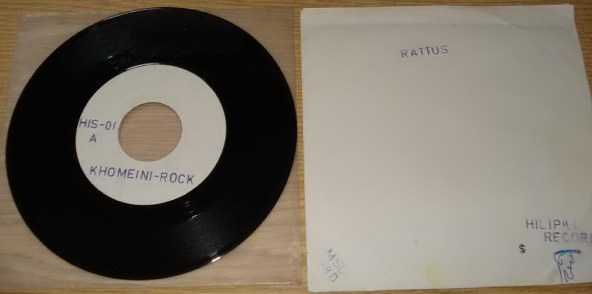 HIS-01
A
KHOMEINI-ROCK
RATTUS
HILIPILI
RECORD
$